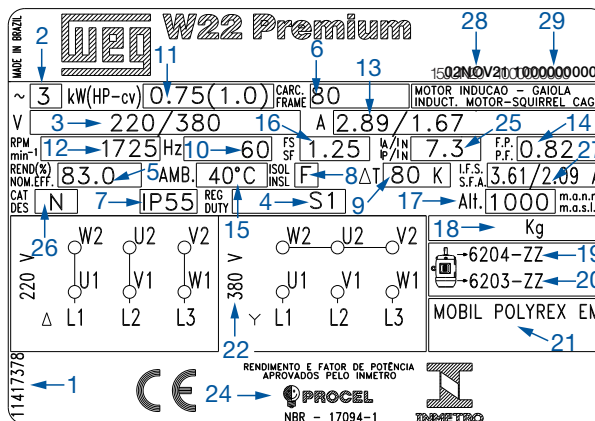 MADE IN BRAZIL
WEG
W22 Premium
28
29
2
11
6
13
02NOV21 1000000000
~ 3 kW(HP-cv) 0.75(1.0) CARC. FRAME 80 MOTOR INDUCAO - GAIOLA
INDUCT. MOTOR-SQUIRREL CAG
V 3 220/380 A 2.89/1.67
16
25
14
RPM min-1 12 1725 Hz 10 60 FS SF 1.25 7.3 F.P. P.F. 0.82
27
REND(%) NOM.EFF. 83.0 5 AMB. 40°C ISOL INSL F 8 ΔT 80 K I.F.S. S.F.A. 3.61/2.09 A
CAT DES N 7 IP55 REG DUTY 4 S1 9 17 Alt. 1000 m.a.n.m m.a.s.l.
26
15
18 Kg
220 V
W2 U2 V2
U1 V1 W1
Δ L1 L2 L3
380 V
22
W2 U2 V2
U1 V1 W1
Y L1 L2 L3
6204-ZZ 19
6203-ZZ 20
MOBIL POLYREX EM
21
11417378
1
CE
RENDIMENTO E FATOR DE POTÊNCIA
APROVADOS PELO INMETRO
24
PROCEL
NBR - 17094-1
INMETRO